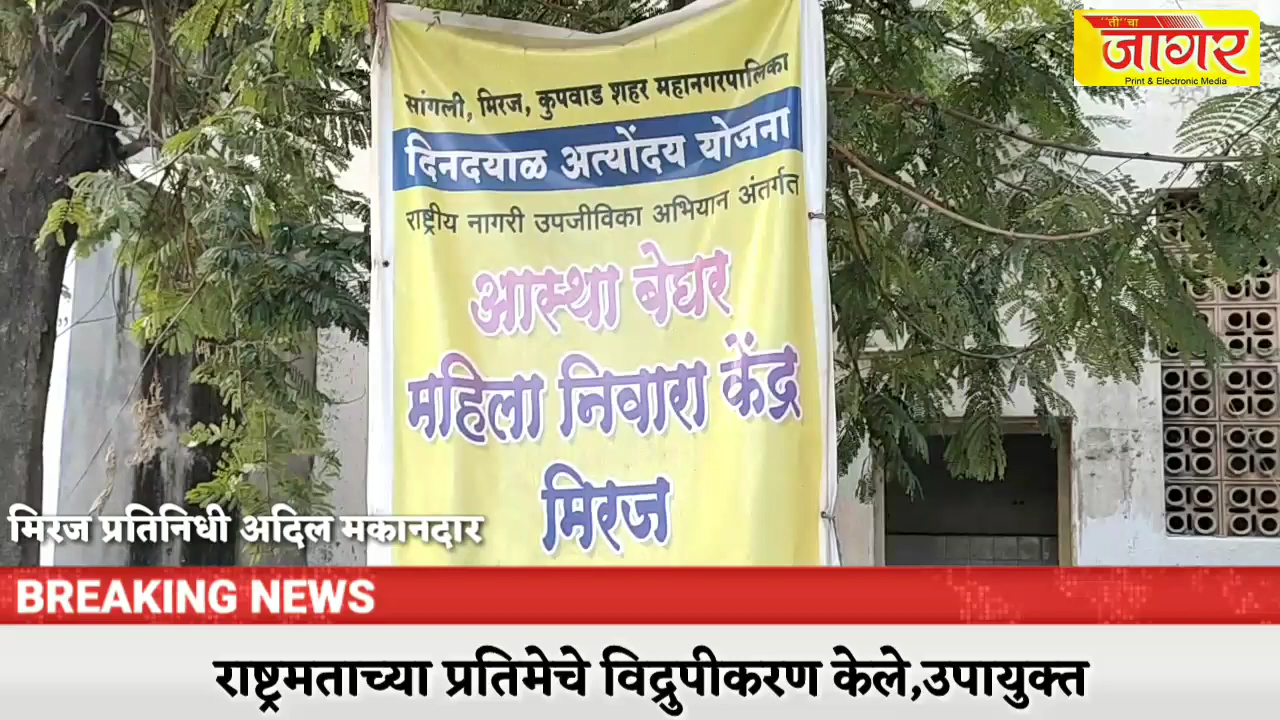 "ती"चा
जागर
Print & Electronic Media
सांगली, मिरज, कुपवाड शहर महानगरपालिका
दिनदयाळ अत्योंदय योजना
राष्ट्रीय नागरी उपजीविका अभियान अंतर्गत
आस्था बेघर
महिला निवारा केंद्र
मिरज
मिरज प्रतिनिधी अदिल मकानदार
BREAKING NEWS
राष्ट्रमताच्या प्रतिमेचे विद्रुपीकरण केले,उपायुक्त